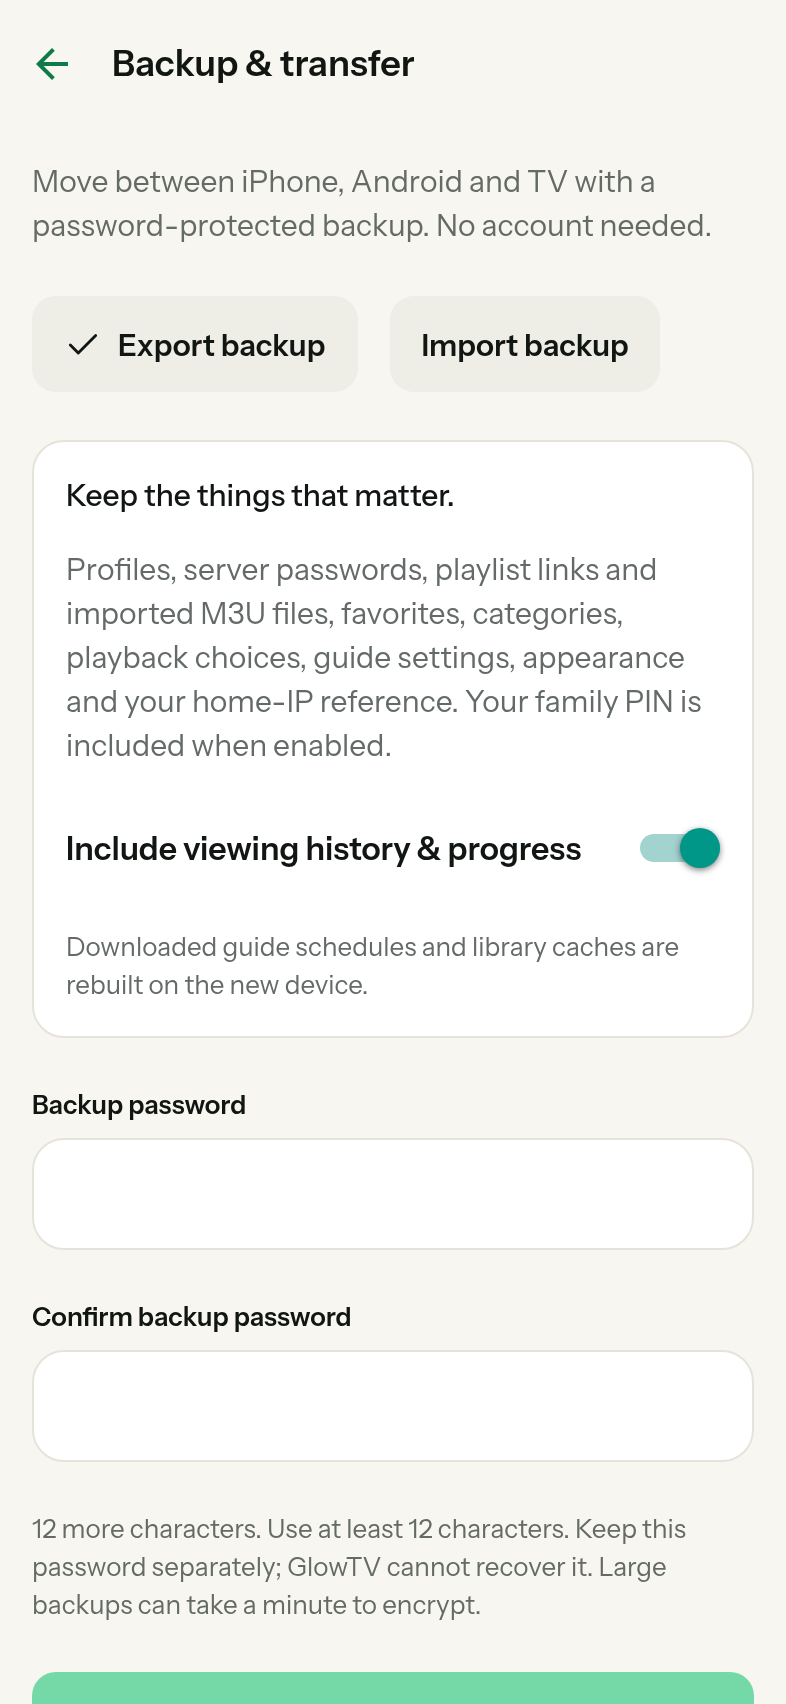 Backup & transfer
Move between iPhone, Android and TV with a
password-protected backup. No account needed.
Export backup
Import backup
Keep the things that matter.
Profiles, server passwords, playlist links and
imported M3U files, favorites, categories,
playback choices, guide settings, appearance
and your home-IP reference. Your family PIN is
included when enabled.
Include viewing history & progress
Downloaded guide schedules and library caches are
rebuilt on the new device.
Backup password
Confirm backup password
12 more characters. Use at least 12 characters. Keep this
password separately; GlowTV cannot recover it. Large
backups can take a minute to encrypt.